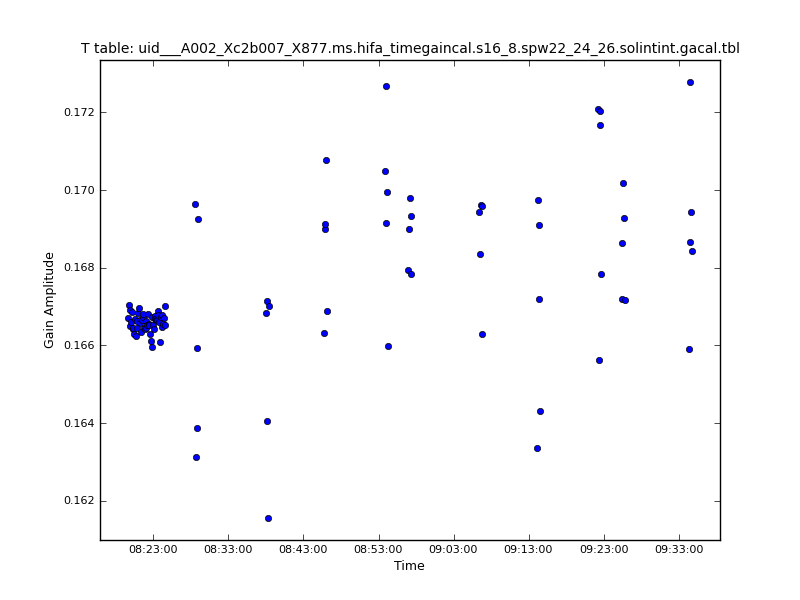 T table: uid___A002_Xc2b007_X877.ms.hifa_timegaincal.s16_8.spw22_24_26.solintint.gacal.tbl
Gain Amplitude
0.172
0.170
0.168
0.166
0.164
0.162
08:23:00 08:33:00 08:43:00 08:53:00 09:03:00 09:13:00 09:23:00 09:33:00
Time